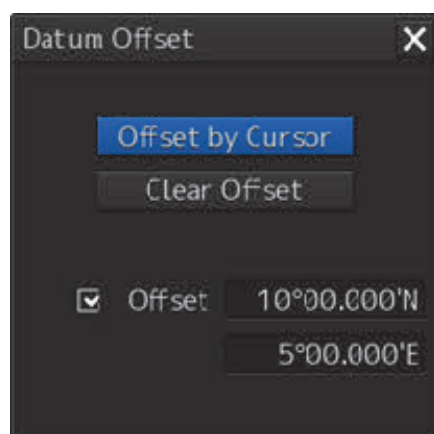 Datum Offset
Offset by Cursor
Clear Offset
Offset 10°00.000'N
5°00.000'E